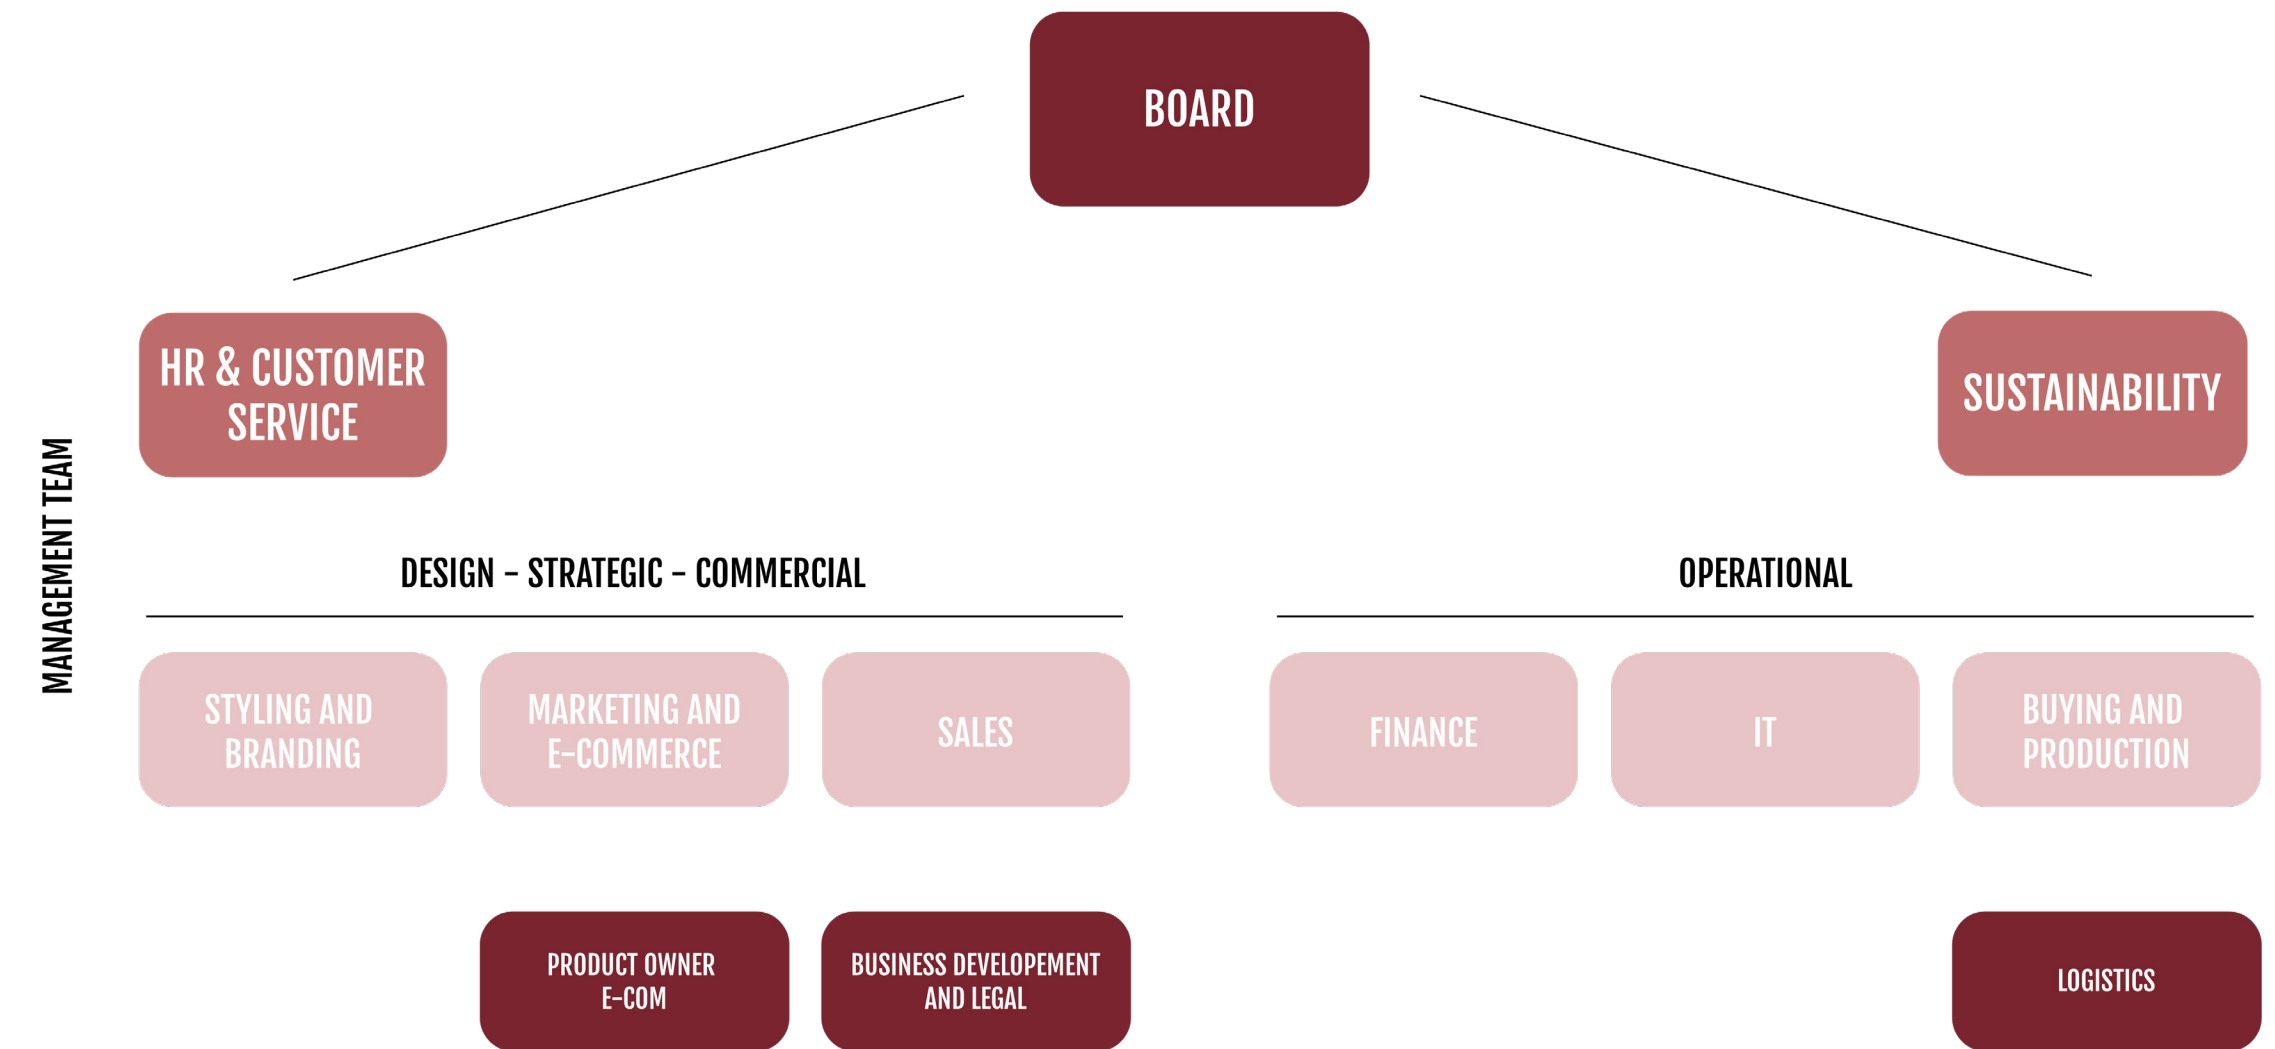 BOARD
HR & CUSTOMER
SERVICE
SUSTAINABILITY
MANAGEMENT TEAM
DESIGN – STRATEGIC – COMMERCIAL
OPERATIONAL
STYLING AND
BRANDING
MARKETING AND
E-COMMERCE
SALES
FINANCE
IT
BUYING AND
PRODUCTION
PRODUCT OWNER
E-COM
BUSINESS DEVELOPEMENT
AND LEGAL
LOGISTICS